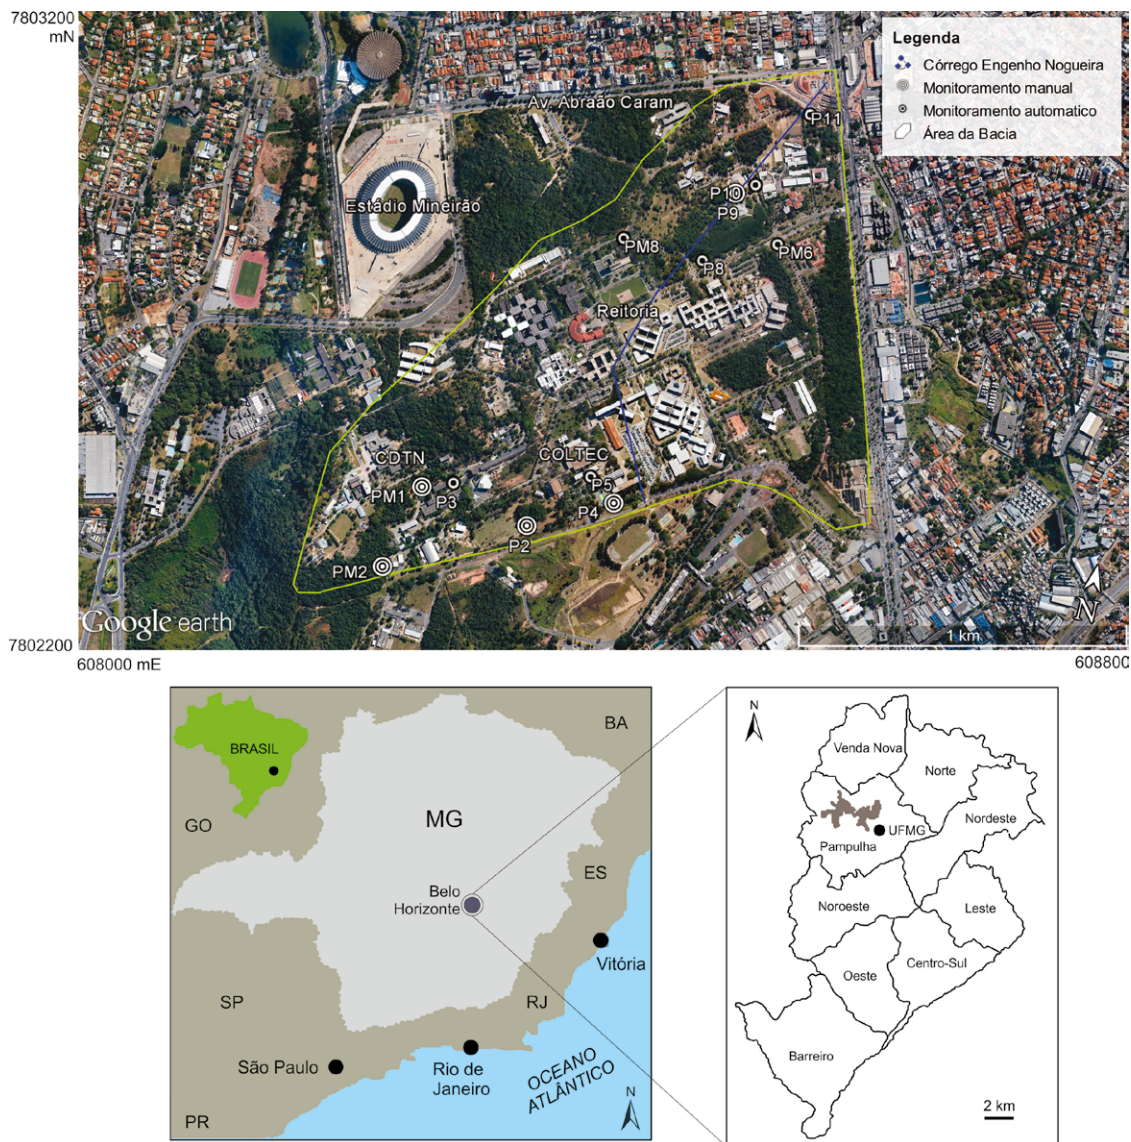 7803200
mN
Legenda
Córrego Engenho Nogueira
Monitoramento manual
Monitoramento automatico
Área da Bacia
Av. Abraão Caram
P11
Estádio Mineirão
P10
P9
PM8
PM6
P8
Reitoria
CDTN
COLTEC
PM1
P3
P5
P4
P2
PM2
Google earth
N
1 km
7802200
608000 mE
608800
BRASIL
BA
GO
MG
ES
Belo
Horizonte
Vitória
SP
RJ
São Paulo
Rio de
Janeiro
OCEANO
ATLÂNTICO
N
PR
N
Venda Nova
Norte
Nordeste
UFMG
Pampulha
Noroeste
Leste
Centro-Sul
Oeste
Barreiro
2 km